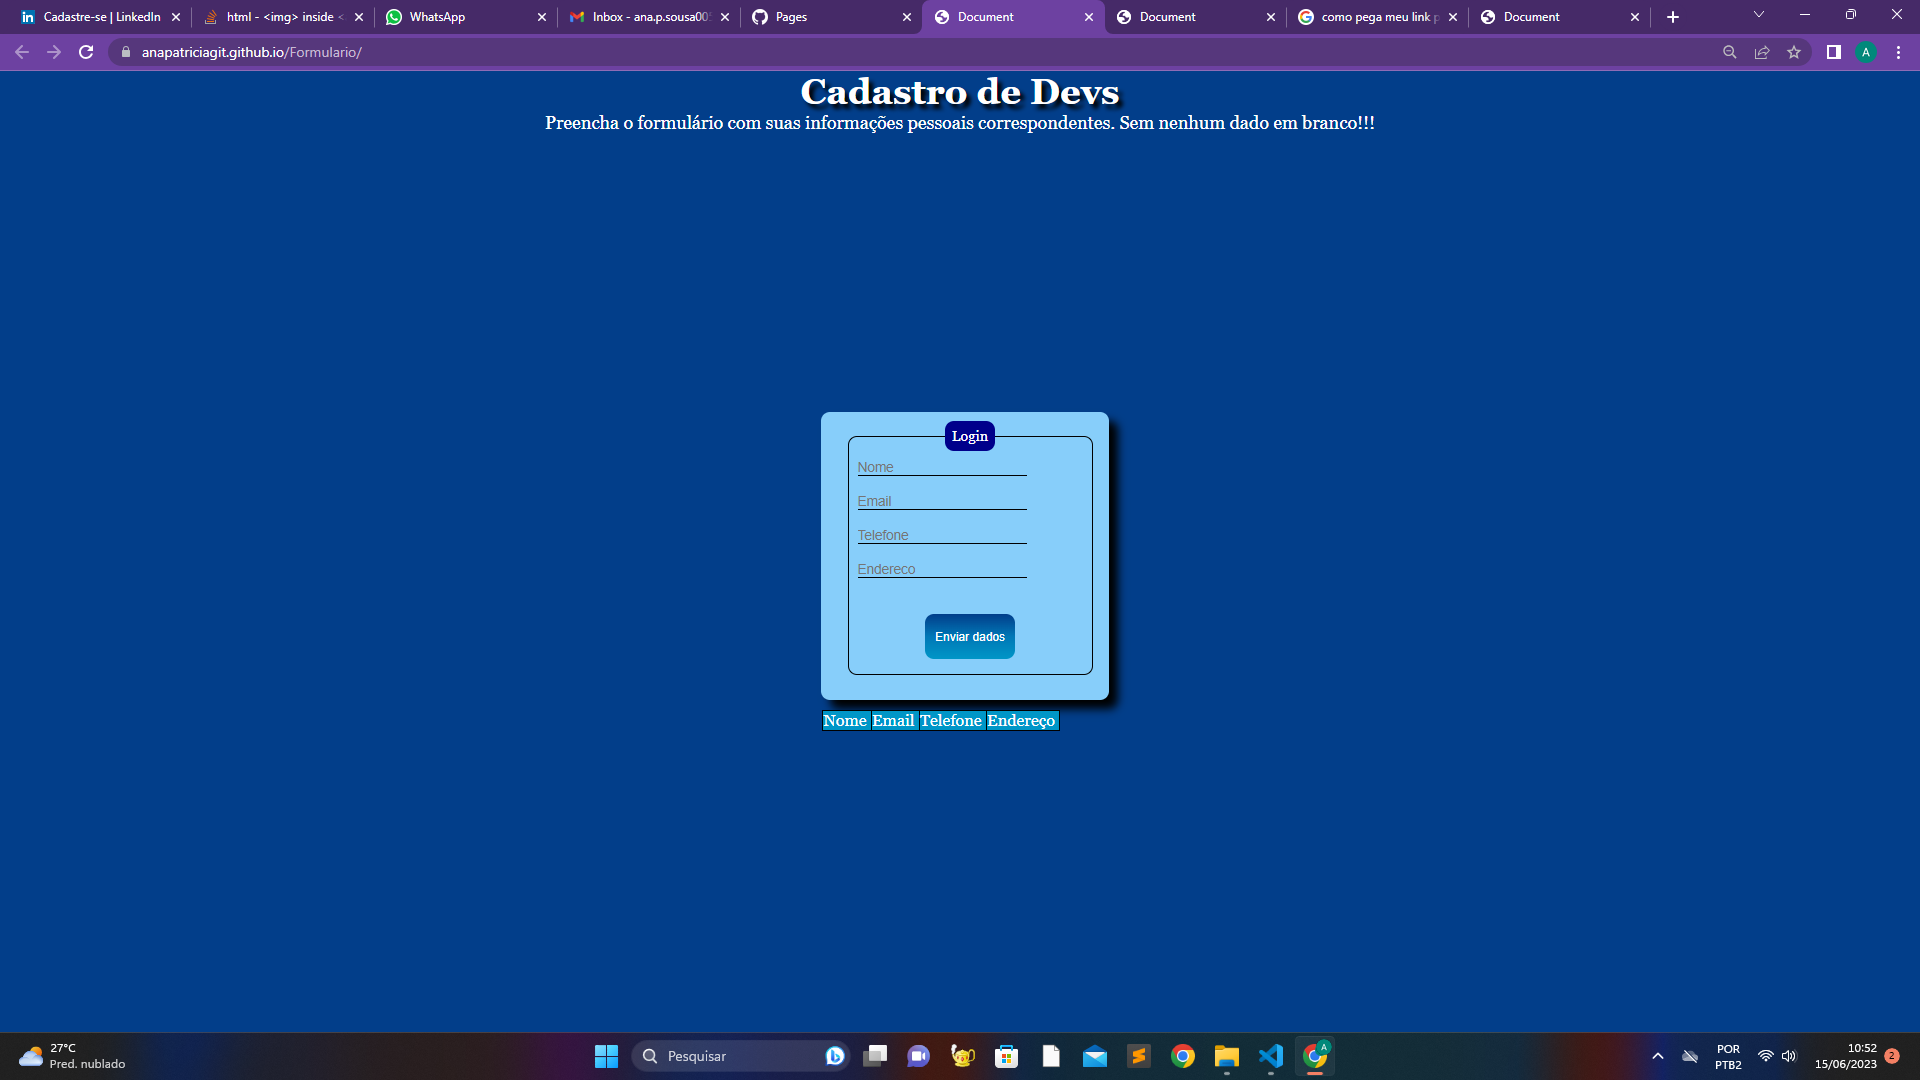 Cadastre-se | LinkedIn
html - <img> inside <
WhatsApp
Inbox - ana.p.sousa00
Pages
Document
Document
como pega meu link p
Document
anapatriciagit.github.io/Formulario/
A
Cadastro de Devs
Preencha o formulário com suas informações pessoais correspondentes. Sem nenhum dado em branco!!!
Login
Nome
Email
Telefone
Endereco
Enviar dados
Nome Email Telefone Endereço
27°C
Pred. nublado
Pesquisar
A
POR
PTB2
10:52
15/06/2023
2